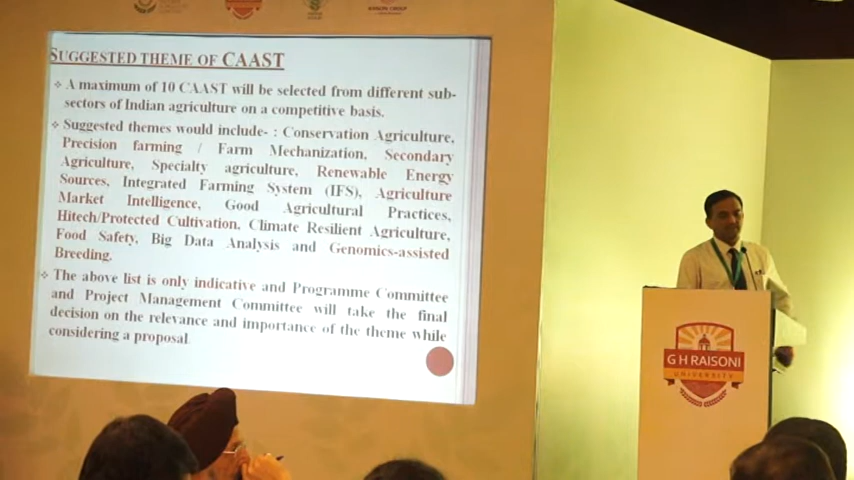 SUGGESTED THEME OF CAAST
A maximum of 10 CAAST will be selected from different sub-
sectors of Indian agriculture on a competitive basis.
Suggested themes would include- : Conservation Agriculture,
Precision farming / Farm Mechanization, Secondary
Agriculture, Specialty agriculture, Renewable Energy
Sources, Integrated Farming System (IFS), Agriculture
Market Intelligence, Good Agricultural Practices,
Hitech/Protected Cultivation, Climate Resilient Agriculture,
Food Safety, Big Data Analysis and Genomics-assisted
Breeding.
The above list is only indicative and Programme Committee
and Project Management Committee will take the final
decision on the relevance and importance of the theme while
considering a proposal
G H RAISONI
UNIVERSITY